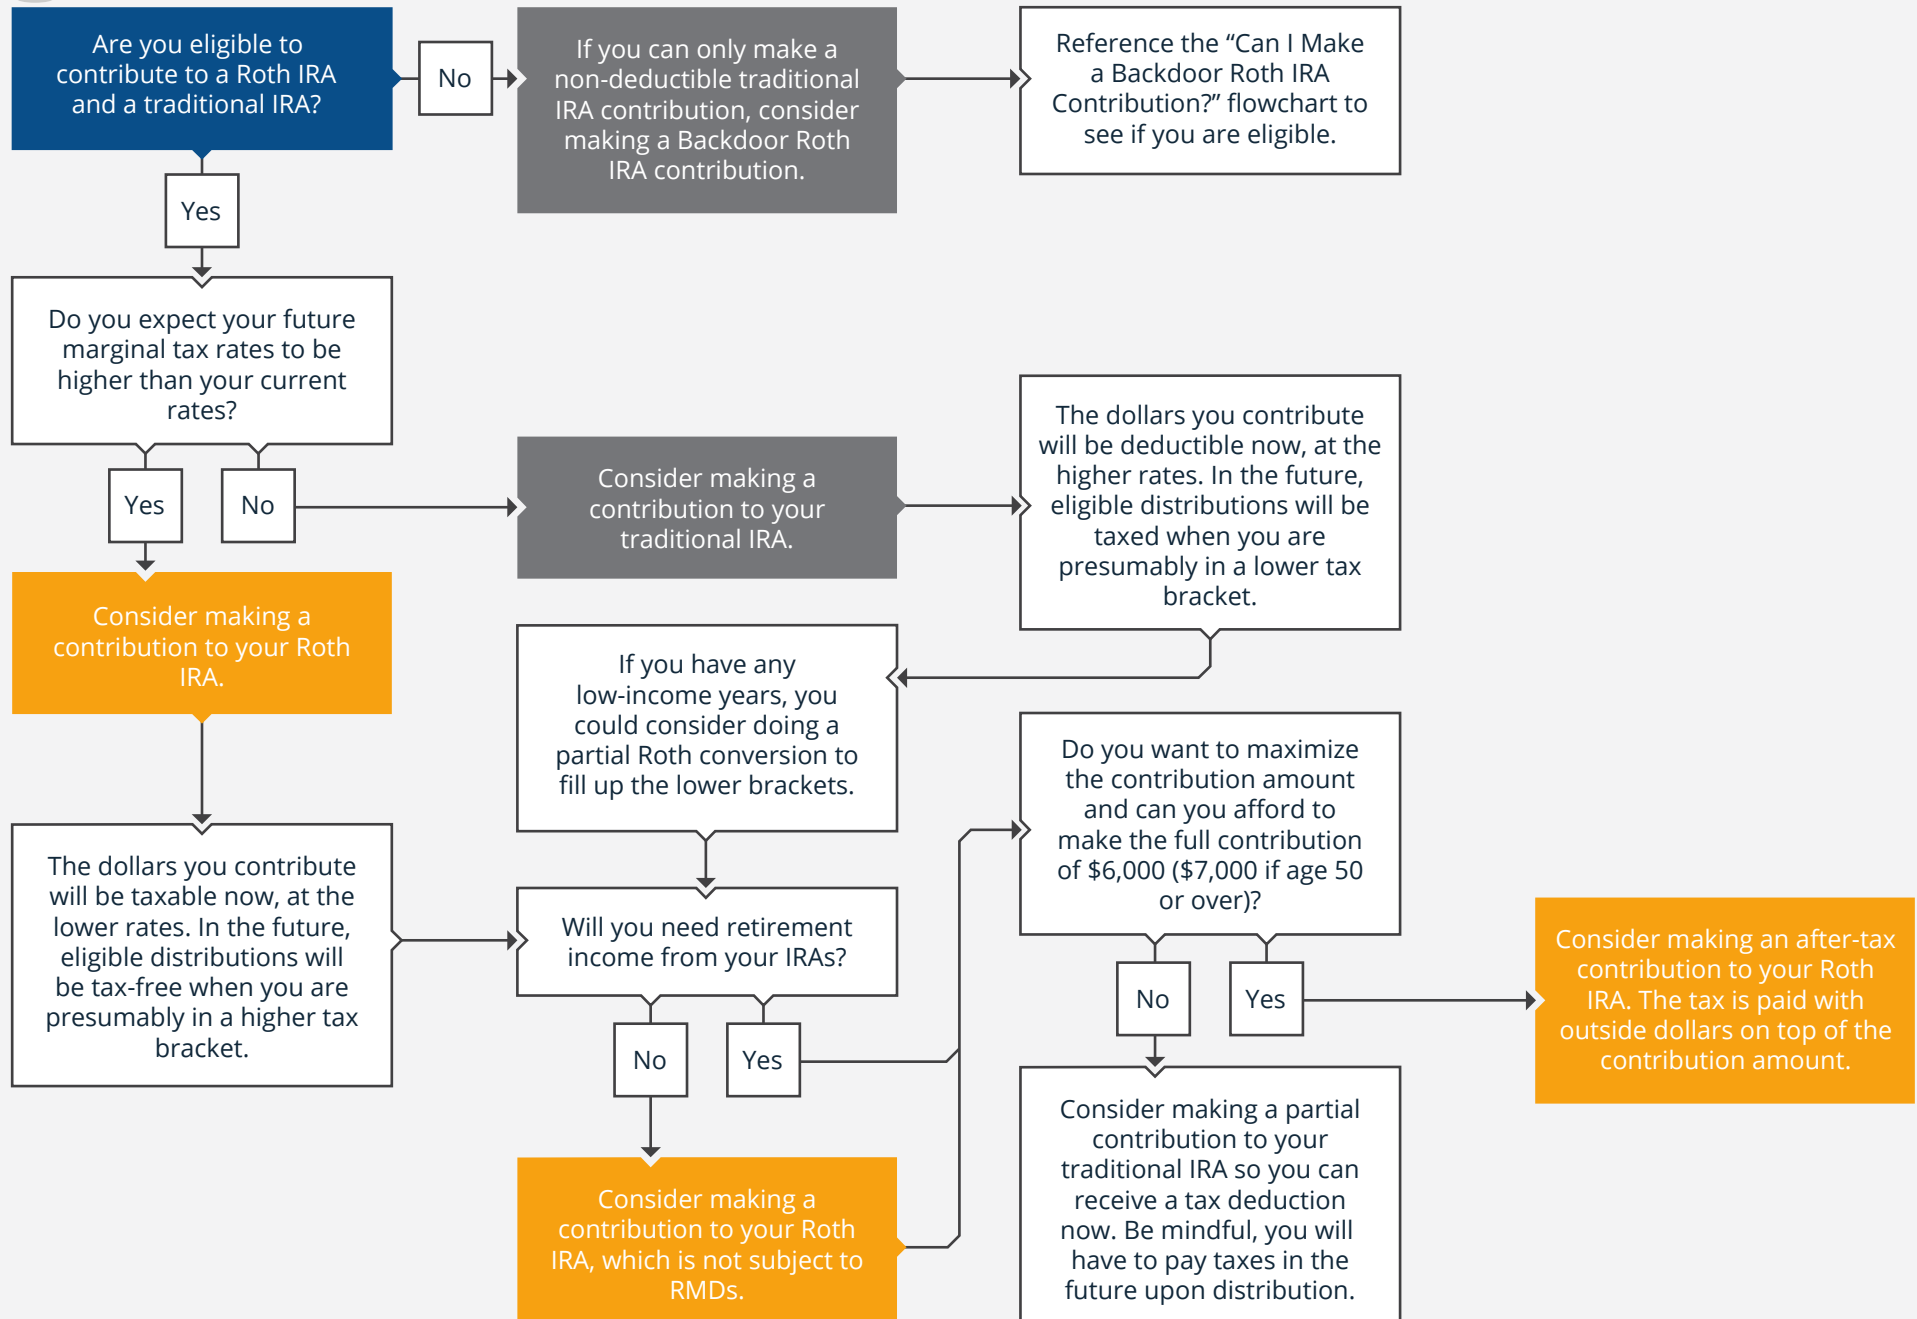 Are you eligible to
contribute to a Roth IRA
and a traditional IRA?
No
If you can only make a
non-deductible traditional
IRA contribution, consider
making a Backdoor Roth
IRA contribution.
Reference the “Can I Make
a Backdoor Roth IRA
Contribution?” flowchart to
see if you are eligible.
Yes
Do you expect your future
marginal tax rates to be
higher than your current
rates?
Yes
No
Consider making a
contribution to your
traditional IRA.
The dollars you contribute
will be deductible now, at the
higher rates. In the future,
eligible distributions will be
taxed when you are
presumably in a lower tax
bracket.
Consider making a
contribution to your Roth
IRA.
If you have any
low-income years, you
could consider doing a
partial Roth conversion to
fill up the lower brackets.
The dollars you contribute
will be taxable now, at the
lower rates. In the future,
eligible distributions will
be tax-free when you are
presumably in a higher tax
bracket.
Will you need retirement
income from your IRAs?
No
Yes
Consider making a
contribution to your Roth
IRA, which is not subject to
RMDs.
Do you want to maximize
the contribution amount
and can you afford to
make the full contribution
of $6,000 ($7,000 if age 50
or over)?
No
Yes
Consider making an after-tax
contribution to your Roth
IRA. The tax is paid with
outside dollars on top of the
contribution amount.
Consider making a partial
contribution to your
traditional IRA so you can
receive a tax deduction
now. Be mindful, you will
have to pay taxes in the
future upon distribution.